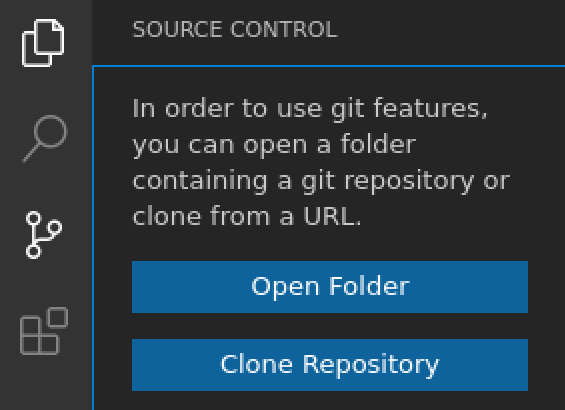 SOURCE CONTROL
In order to use git features,
you can open a folder
containing a git repository or
clone from a URL.
Open Folder
Clone Repository